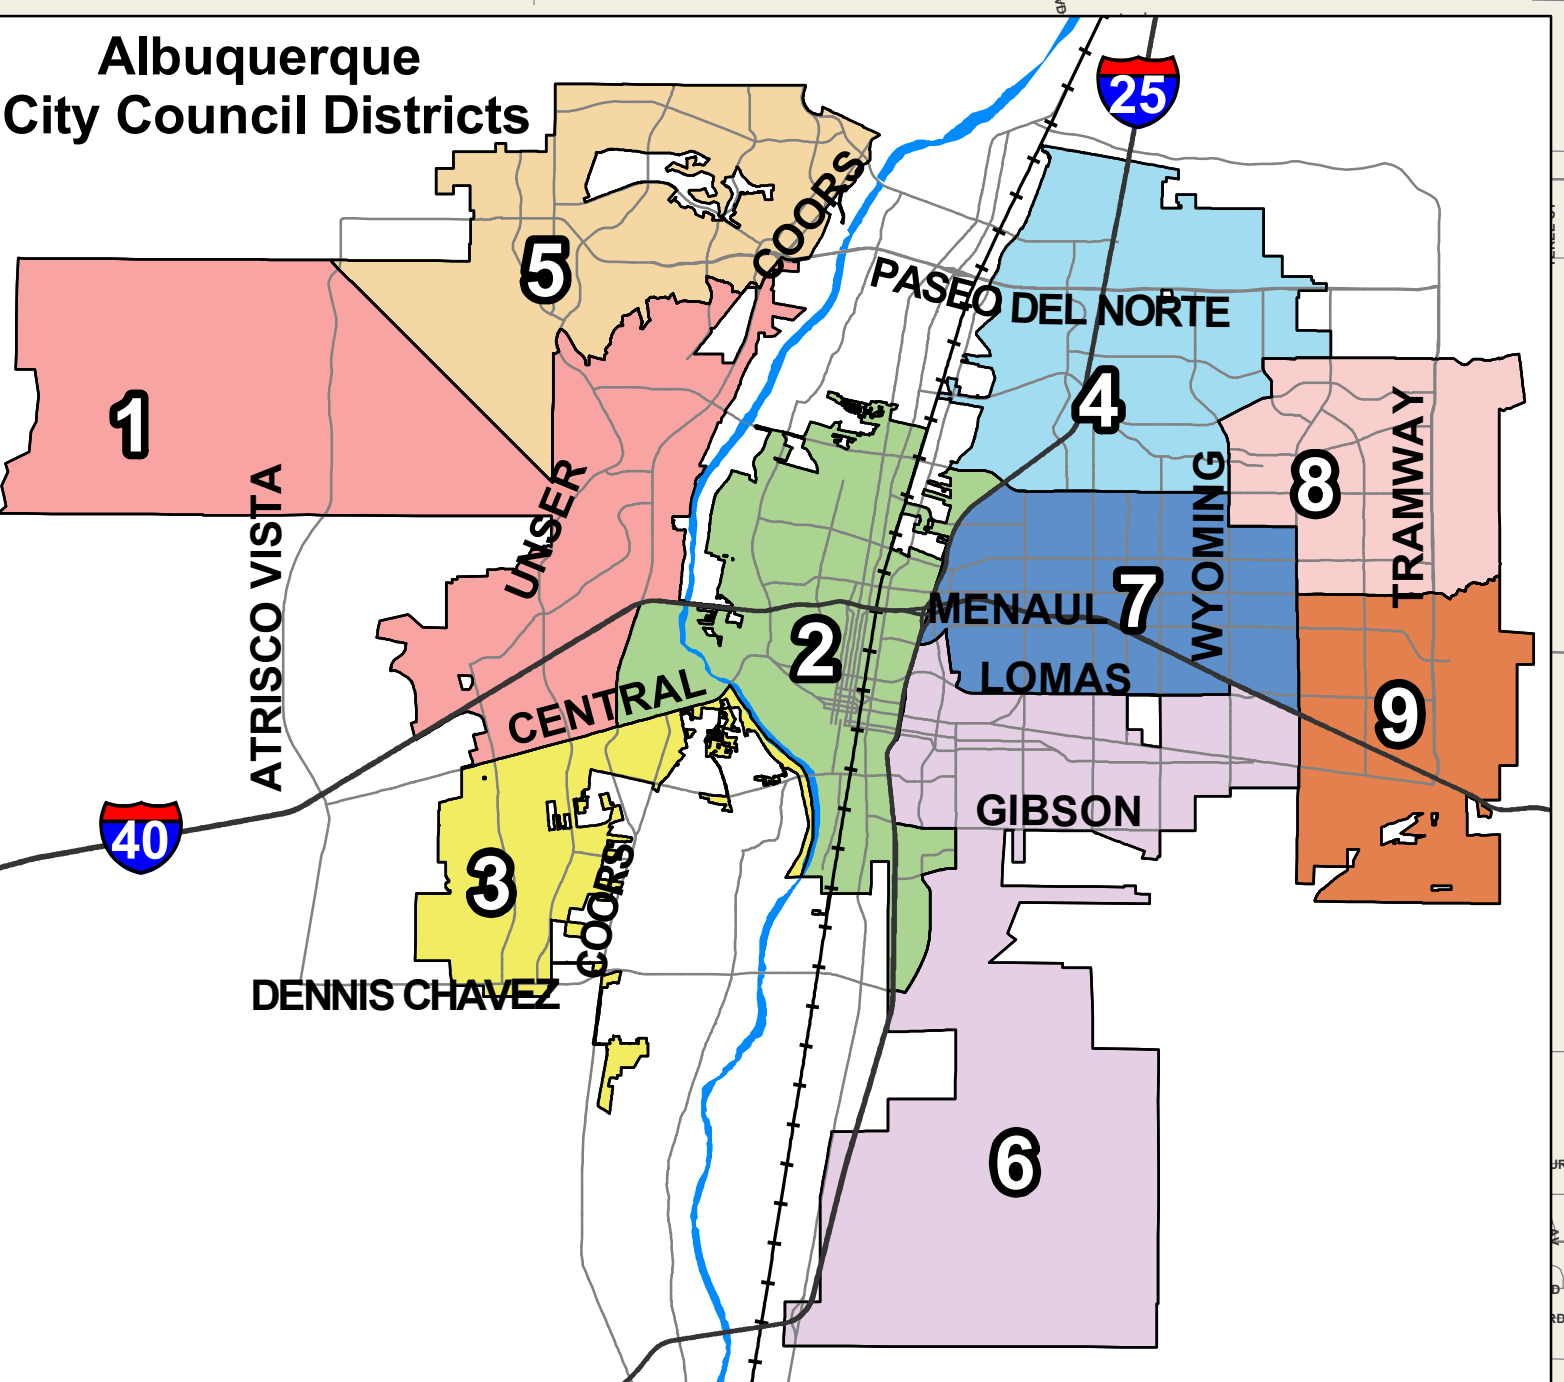 Albuquerque
City Council Districts
25
COORS
5
PASEO DEL NORTE
1
4
8
TRAMWAY
UNSER
WYOMING
ATRISCO VISTA
7
MENAUL
2
LOMAS
CENTRAL
9
GIBSON
40
3
COORS
DENNIS CHAVEZ
6